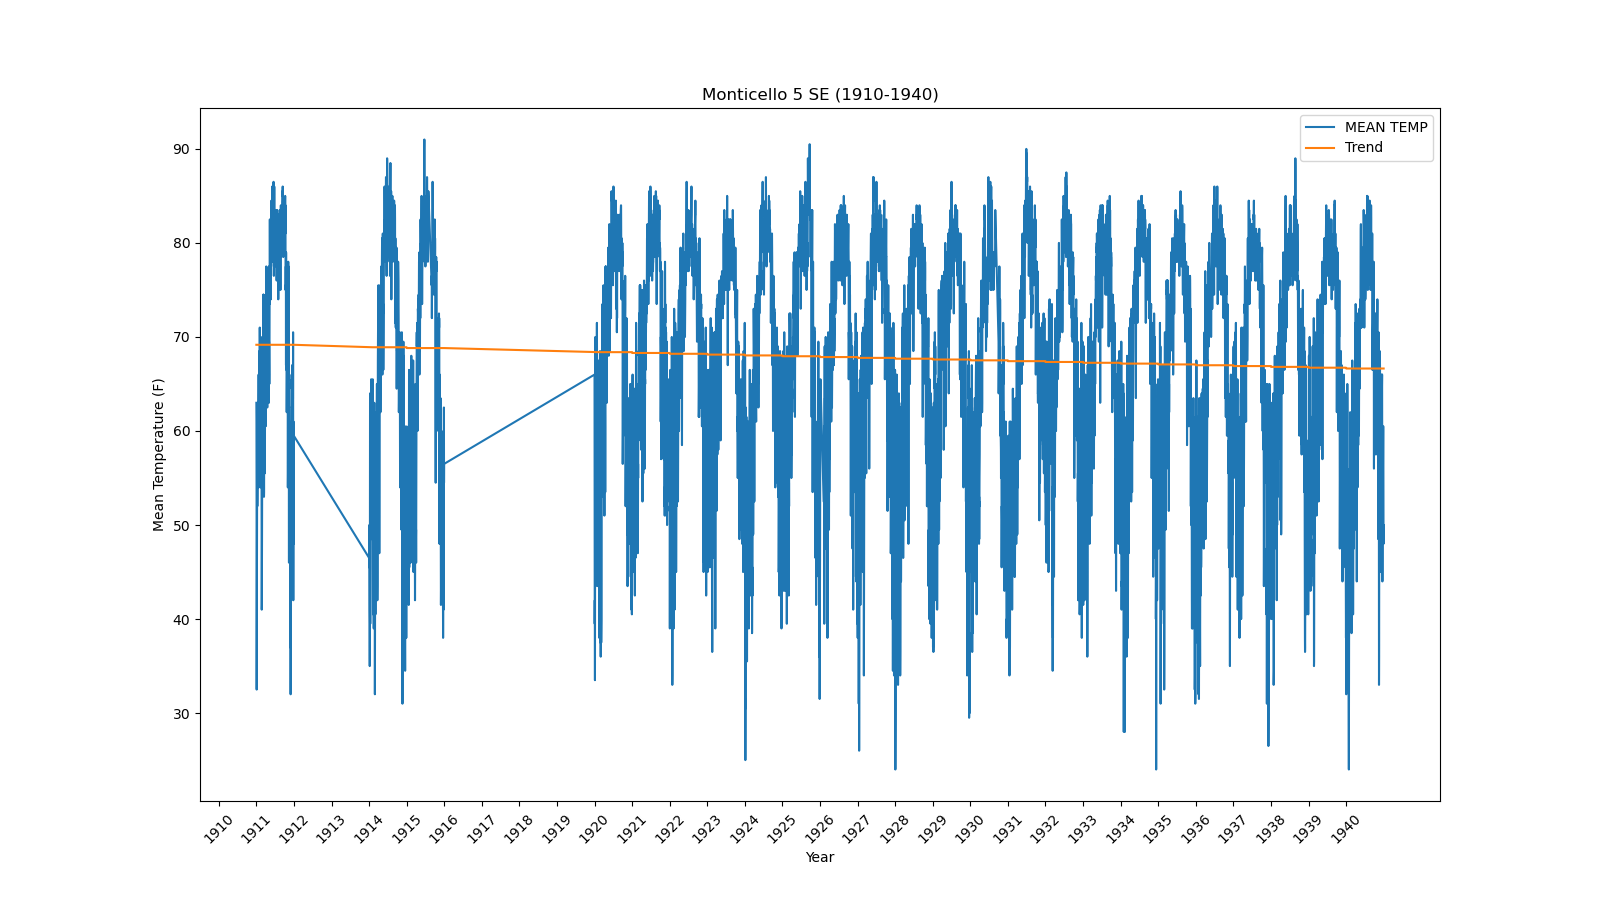 Monticello 5 SE (1910-1940)
MEAN TEMP
Trend
90
80
70
60
50
40
30
Mean Temperature (F)
1910 1911 1912 1913 1914 1915 1916 1917 1918 1919 1920 1921 1922 1923 1924 1925 1926 1927 1928 1929 1930 1931 1932 1933 1934 1935 1936 1937 1938 1939 1940
Year